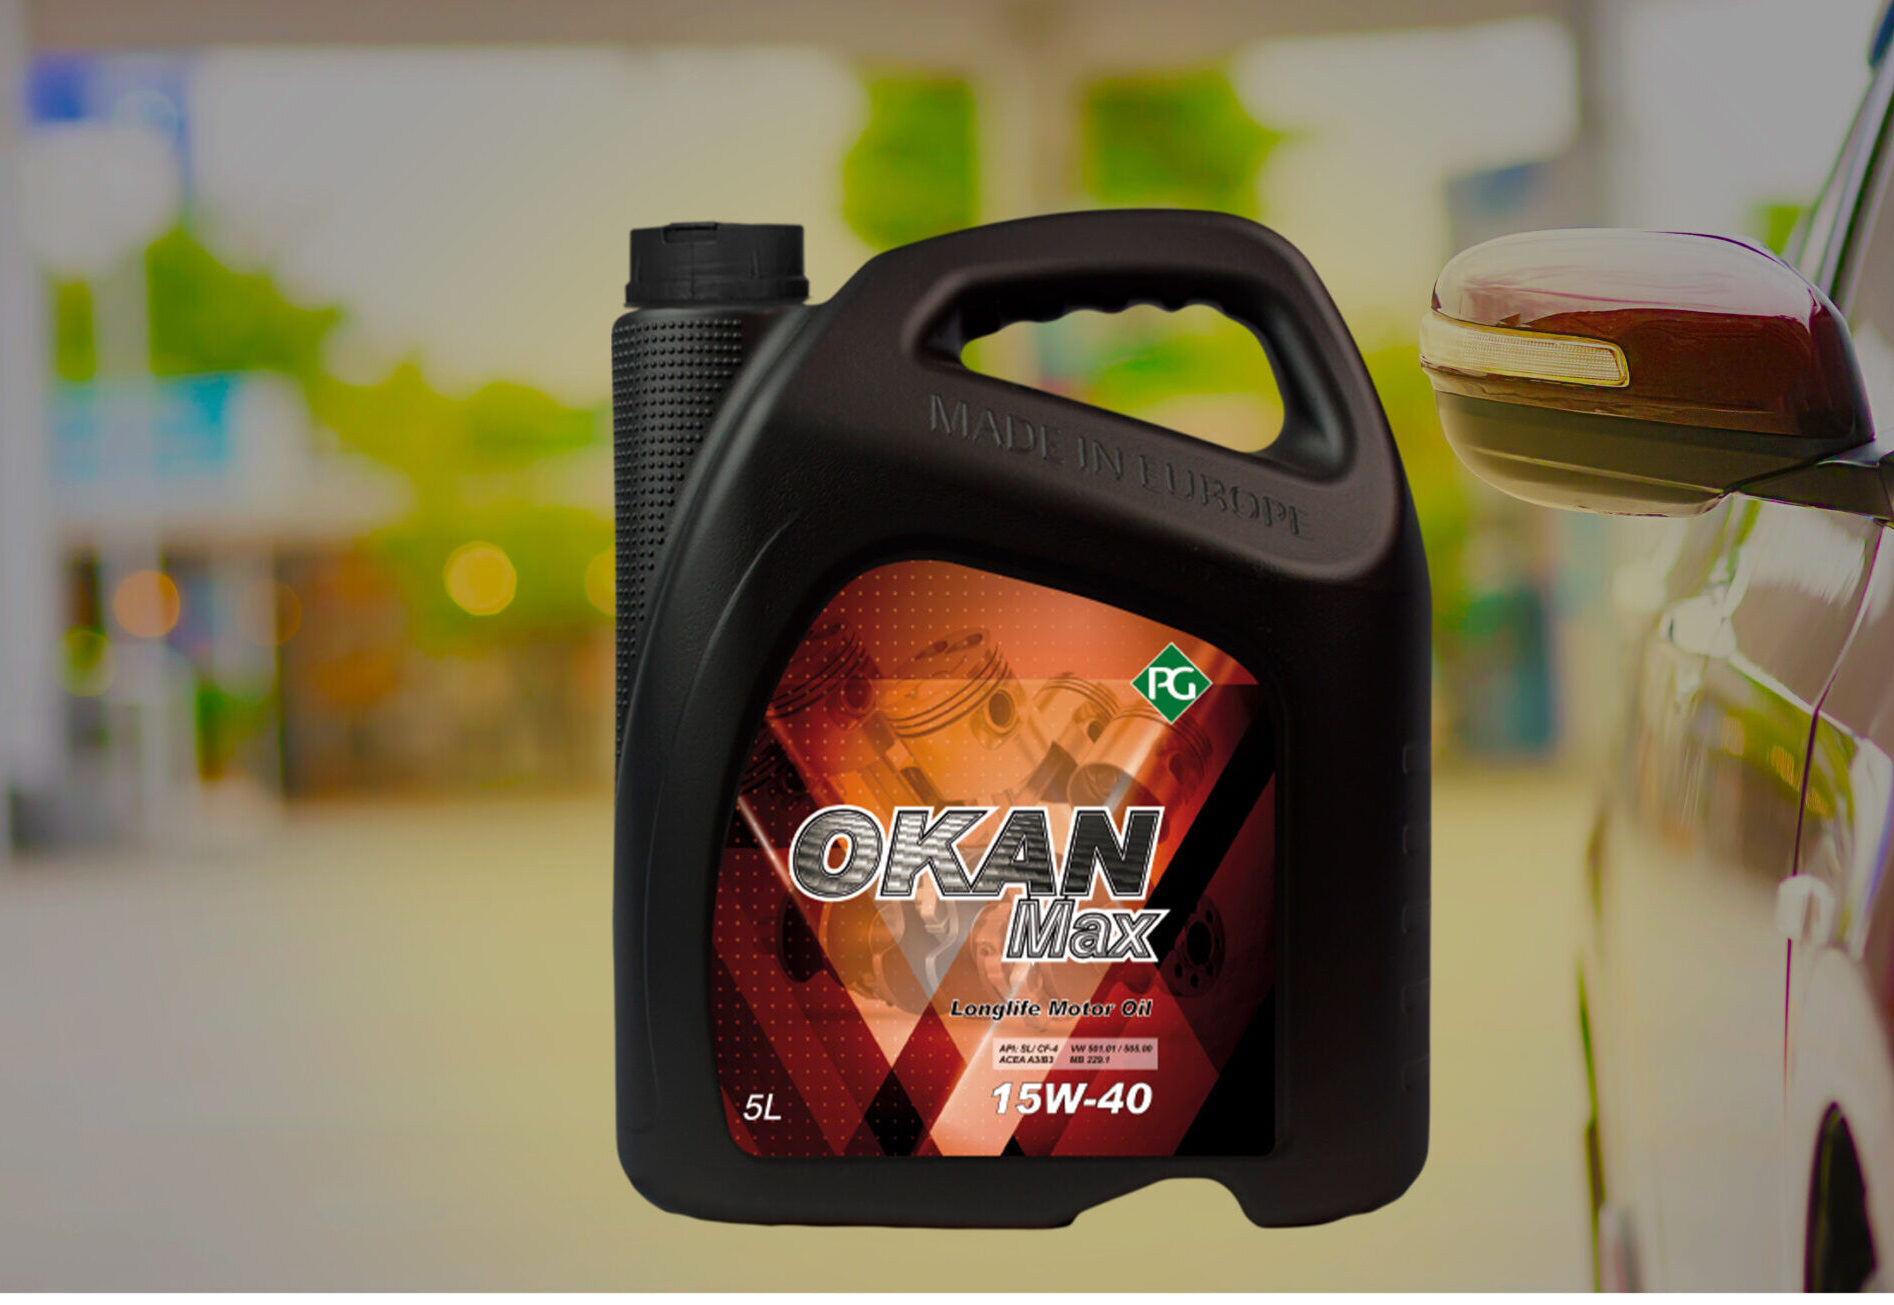 MADE IN EUROPE
PG
OKAN
Max
Longlife Motor Oil
API: SL/ CF-4 VW 501.01 / 505.00
ACEA A3/B3 MB 229.1
15W-40
5L